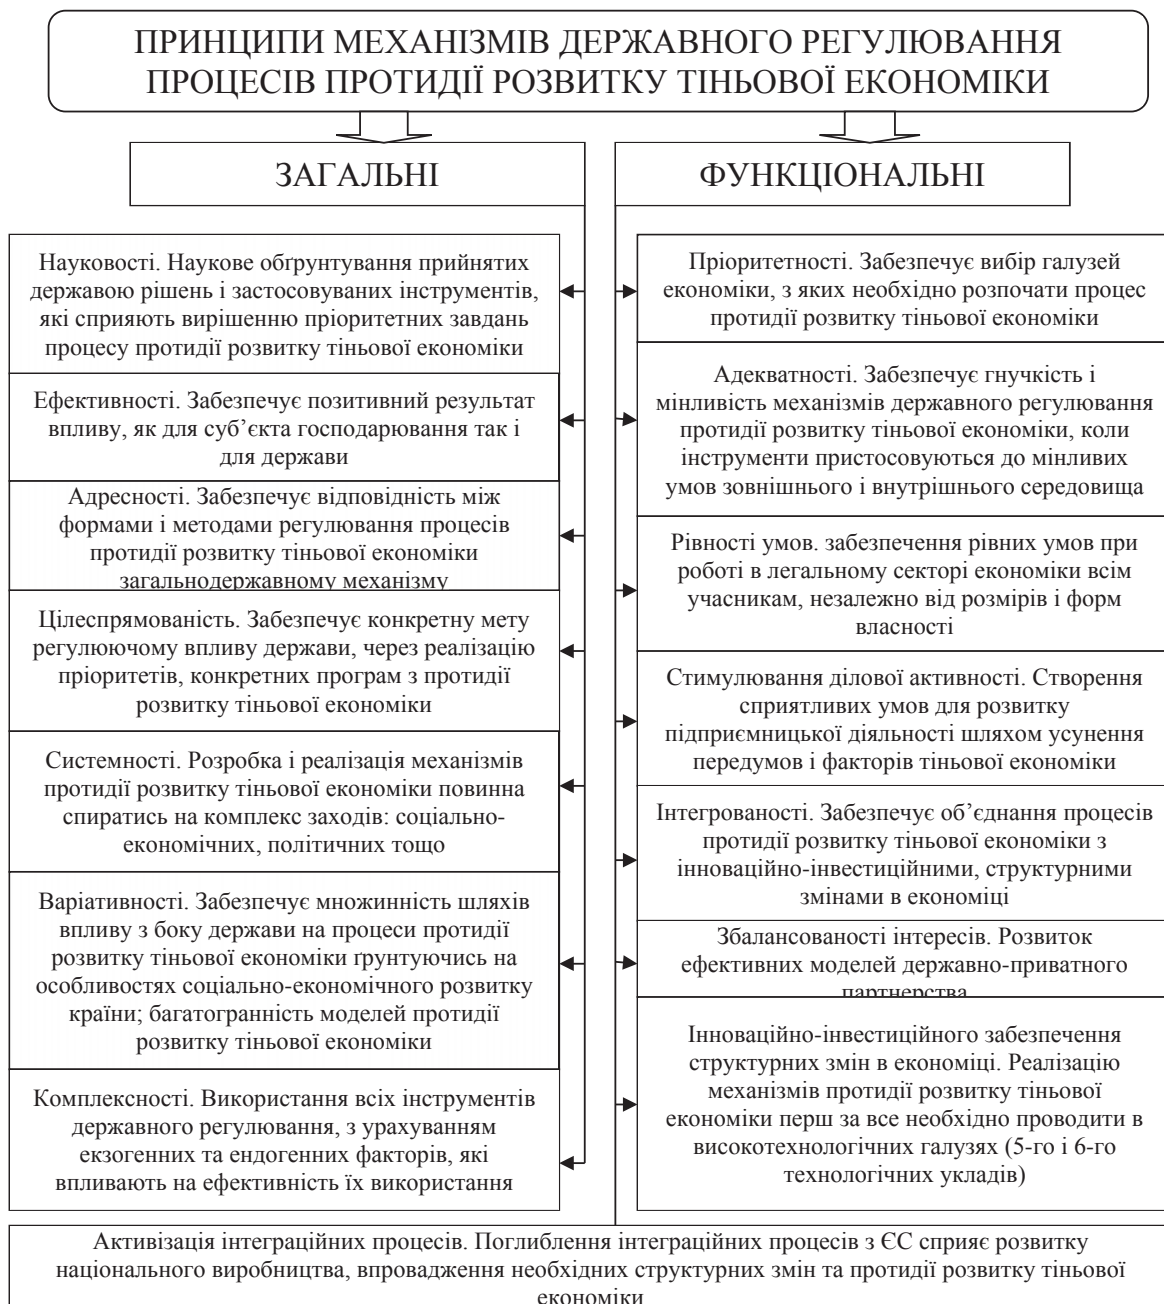 ПРИНЦИПИ МЕХАНІЗМІВ ДЕРЖАВНОГО РЕГУЛЮВАННЯ
ПРОЦЕСІВ ПРОТИДІЇ РОЗВИТКУ ТІНЬОВОЇ ЕКОНОМІКИ
ЗАГАЛЬНІ
Науковості. Наукове обґрунтування прийнятих
державою рішень і застосовуваних інструментів,
які сприяють вирішенню пріоритетних завдань
процесу протидії розвитку тіньової економіки
Ефективності. Забезпечує позитивний результат
впливу, як для суб’єкта господарювання так і
для держави
Адресності. Забезпечує відповідність між
формами і методами регулювання процесів
протидії розвитку тіньової економіки
загальнодержавному механізму
Цілеспрямованість. Забезпечує конкретну мету
регулюючому впливу держави, через реалізацію
пріоритетів, конкретних програм з протидії
розвитку тіньової економіки
Системності. Розробка і реалізація механізмів
протидії розвитку тіньової економіки повинна
спиратись на комплекс заходів: соціально-
економічних, політичних тощо
Варіативності. Забезпечує множинність шляхів
впливу з боку держави на процеси протидії
розвитку тіньової економіки ґрунтуючись на
особливостях соціально-економічного розвитку
країни; багатогранність моделей протидії
розвитку тіньової економіки
Комплексності. Використання всіх інструментів
державного регулювання, з урахуванням
екзогенних та ендогенних факторів, які
впливають на ефективність їх використання
ФУНКЦІОНАЛЬНІ
Пріоритетності. Забезпечує вибір галузей
економіки, з яких необхідно розпочати процес
протидії розвитку тіньової економіки
Адекватності. Забезпечує гнучкість і
мінливість механізмів державного регулювання
протидії розвитку тіньової економіки, коли
інструменти пристосовуються до мінливих
умов зовнішнього і внутрішнього середовища
Рівності умов. забезпечення рівних умов при
роботі в легальному секторі економіки всім
учасникам, незалежно від розмірів і форм
власності
Стимулювання ділової активності. Створення
сприятливих умов для розвитку
підприємницької діяльності шляхом усунення
передумов і факторів тіньової економіки
Інтегрованості. Забезпечує об’єднання процесів
протидії розвитку тіньової економіки з
інноваційно-інвестиційними, структурними
змінами в економіці
Збалансованості інтересів. Розвиток
ефективних моделей державно-приватного
партнерства
Інноваційно-інвестиційного забезпечення
структурних змін в економіці. Реалізацію
механізмів протидії розвитку тіньової
економіки перш за все необхідно проводити в
високотехнологічних галузях (5-го і 6-го
технологічних укладів)
Активізація інтеграційних процесів. Поглиблення інтеграційних процесів з ЄС сприяє розвитку
національного виробництва, впровадження необхідних структурних змін та протидії розвитку тіньової
економіки